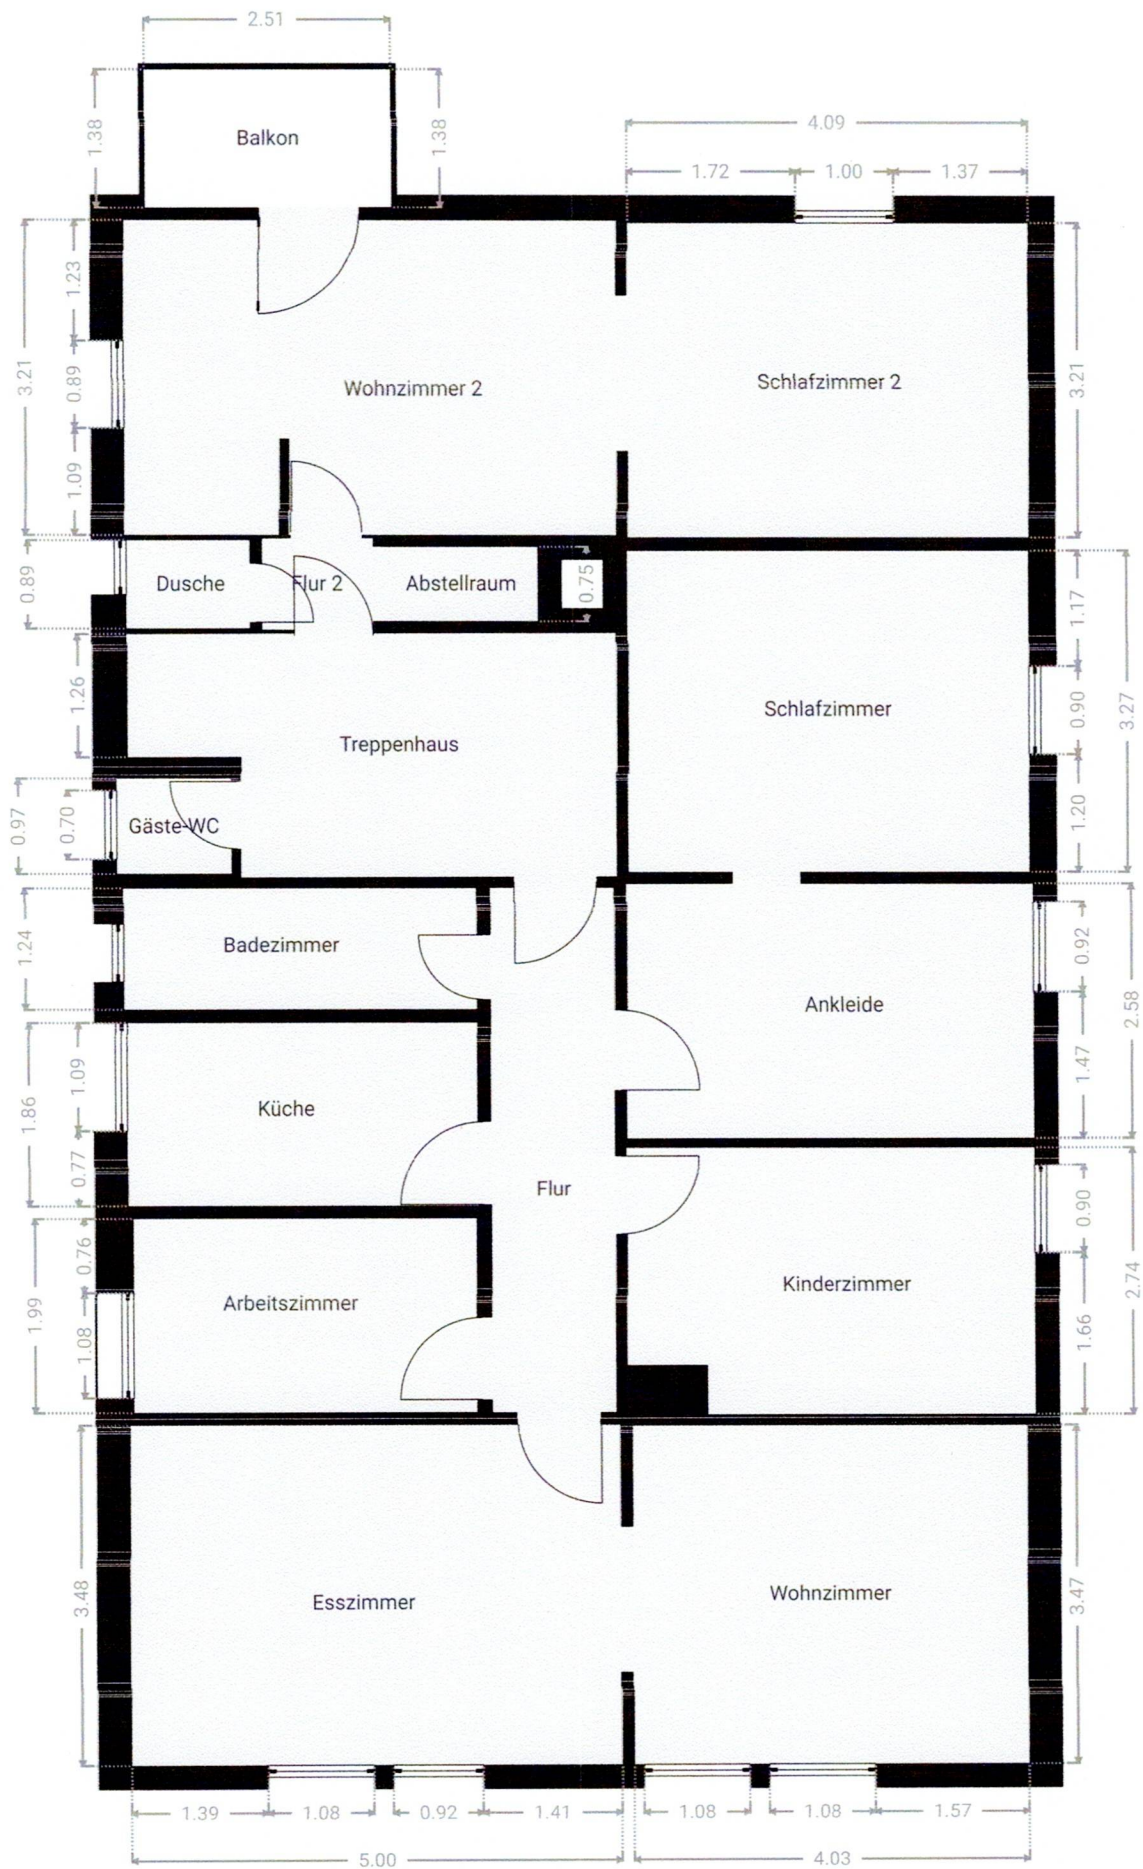 2.51
1.38
Balkon
1.38
4.09
1.72
1.00
1.37
3.21
1.23
0.89
1.09
Wohnzimmer 2
Schlafzimmer 2
3.21
0.89
Dusche
Flur 2
Abstellraum
0.75
1.17
0.90
1.20
3.27
1.26
Treppenhaus
Schlafzimmer
0.97
0.70
Gäste-WC
1.24
Badezimmer
0.92
1.47
2.58
Ankleide
1.86
1.09
0.77
Küche
Flur
0.90
1.66
2.74
Kinderzimmer
1.99
0.76
1.08
Arbeitszimmer
3.48
Esszimmer
Wohnzimmer
3.47
1.39
1.08
0.92
1.41
1.08
1.08
1.57
5.00
4.03